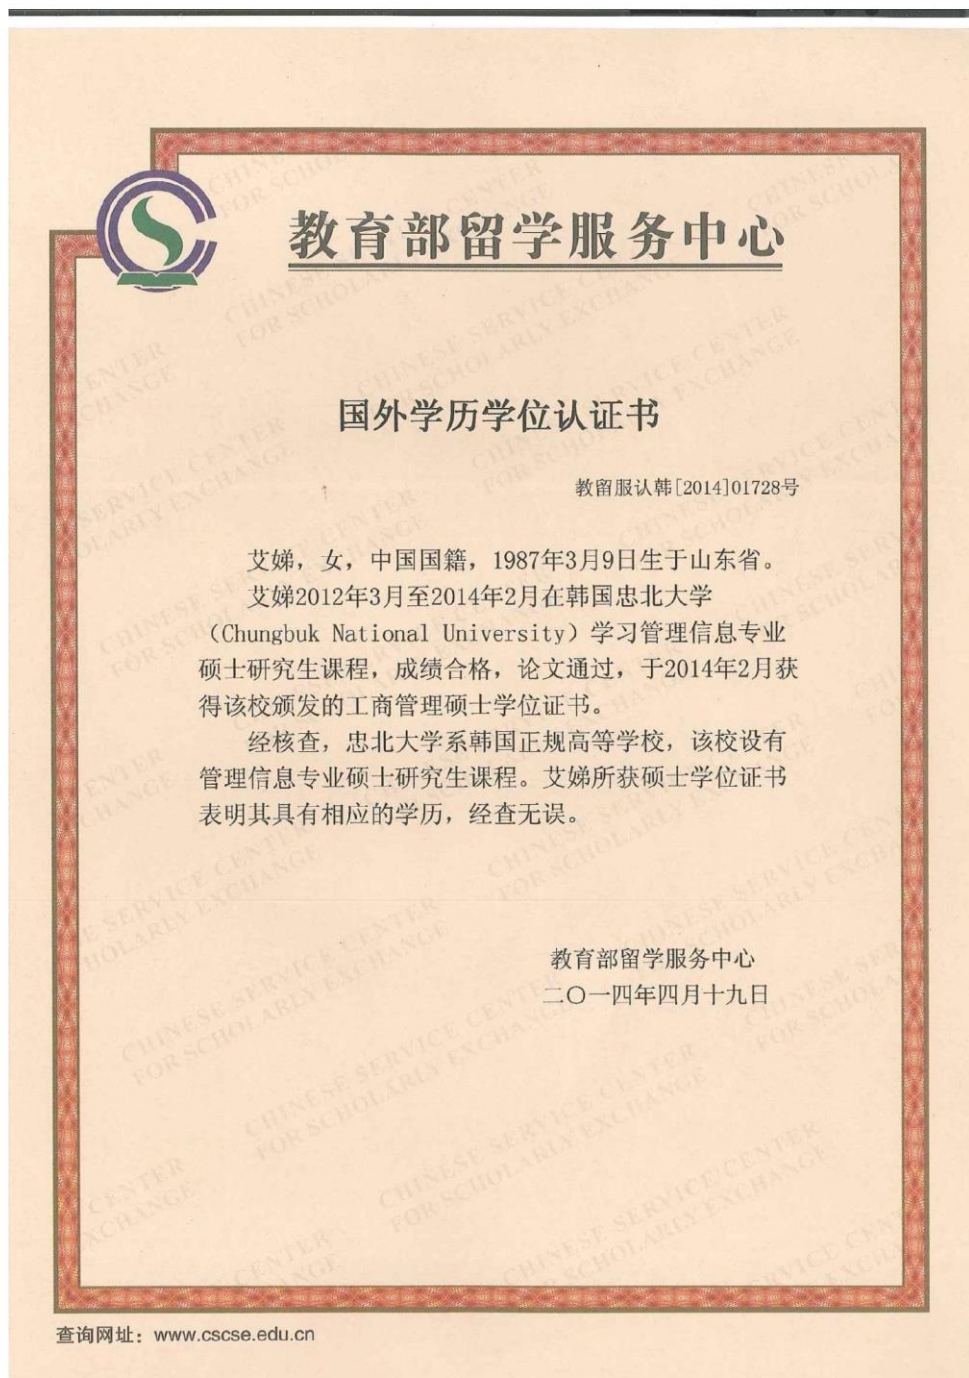 教育部留学服务中心
国外学历学位认证书
教留服认韩[2014]01728号
艾娣，女，中国国籍，1987年3月9日生于山东省。
艾娣2012年3月至2014年2月在韩国忠北大学
（Chungbuk National University）学习管理信息专业
硕士研究生课程，成绩合格，论文通过，于2014年2月获
得该校颁发的工商管理硕士学位证书。
经核查，忠北大学系韩国正规高等学校，该校设有
管理信息专业硕士研究生课程。艾娣所获硕士学位证书
表明其具有相应的学历，经查无误。
教育部留学服务中心
二〇一四年四月十九日
查询网址：www.cscse.edu.cn
CHINESE SERVICE CENTER
FOR SCHOLARLY EXCHANGE